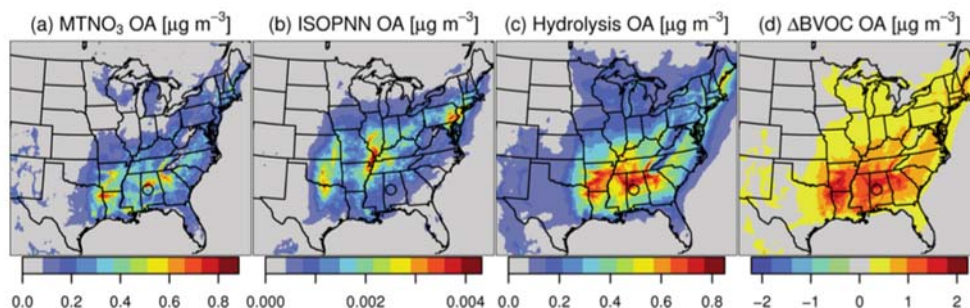 (a) MTNO₃ OA [µg m⁻³]
(b) ISOPNN OA [µg m⁻³]
(c) Hydrolysis OA [µg m⁻³]
(d) ΔBVOC OA [µg m⁻³]
0.0 0.2 0.4 0.6 0.8
0.000 0.002 0.004
0.0 0.2 0.4 0.6 0.8
−2 −1 0 1 2